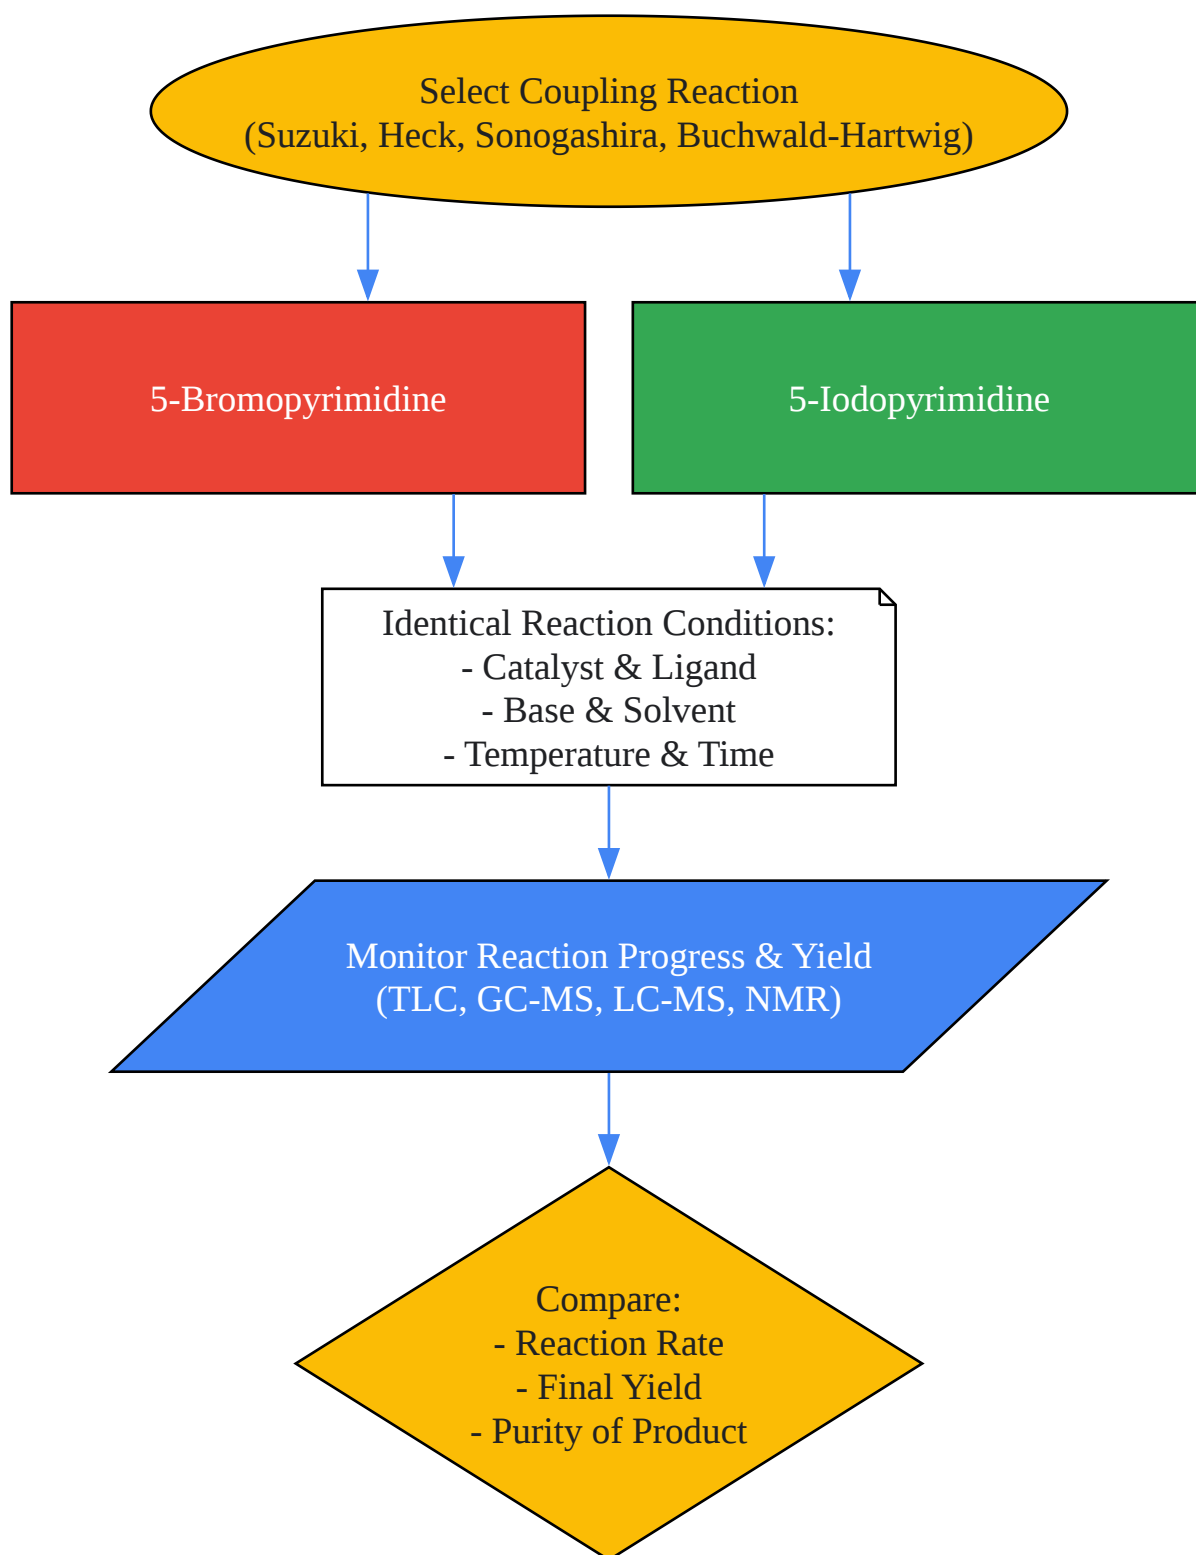 Select Coupling Reaction
(Suzuki, Heck, Sonogashira, Buchwald-Hartwig)
5-Bromopyrimidine
5-Iodopyrimidine
Identical Reaction Conditions:
- Catalyst & Ligand
- Base & Solvent
- Temperature & Time
Monitor Reaction Progress & Yield
(TLC, GC-MS, LC-MS, NMR)
Compare:
- Reaction Rate
- Final Yield
- Purity of Product